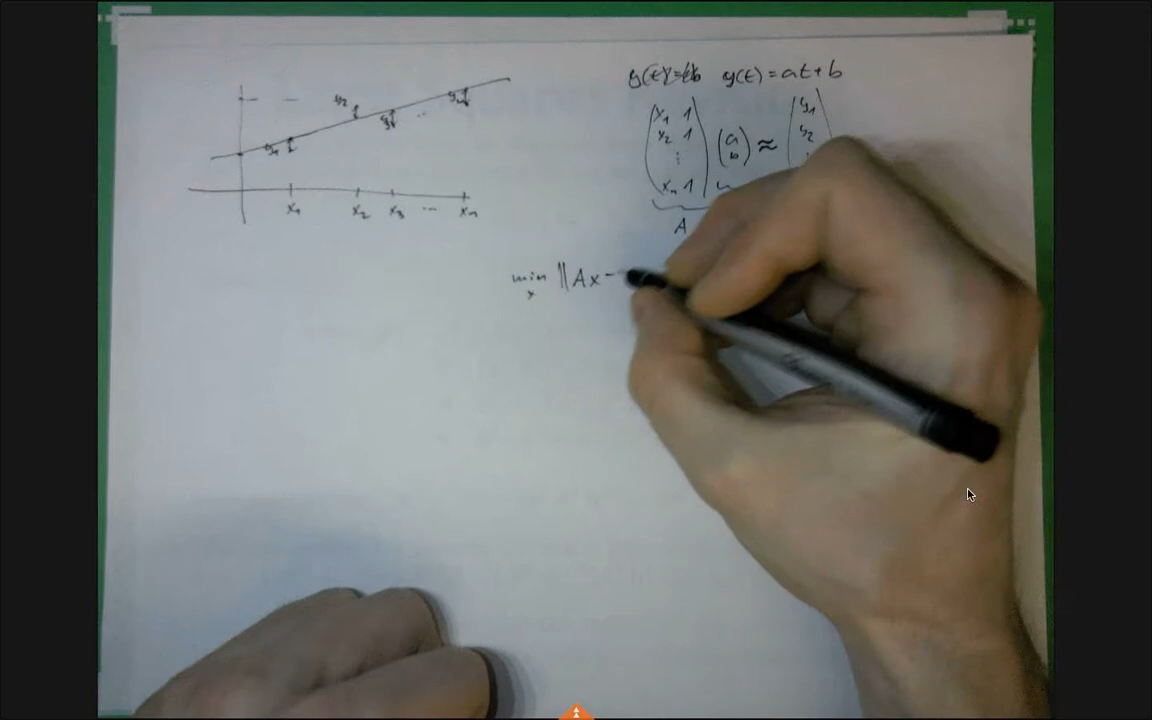 y(t) = at + b
x₁ 1
x₂ 1
⋮
xₙ 1
(a b) ≈
y₁
y₂
A
min ‖Ax −
x
y₁ y₂ y₃ ... yₙ
x₁ x₂ x₃ ... xₙ